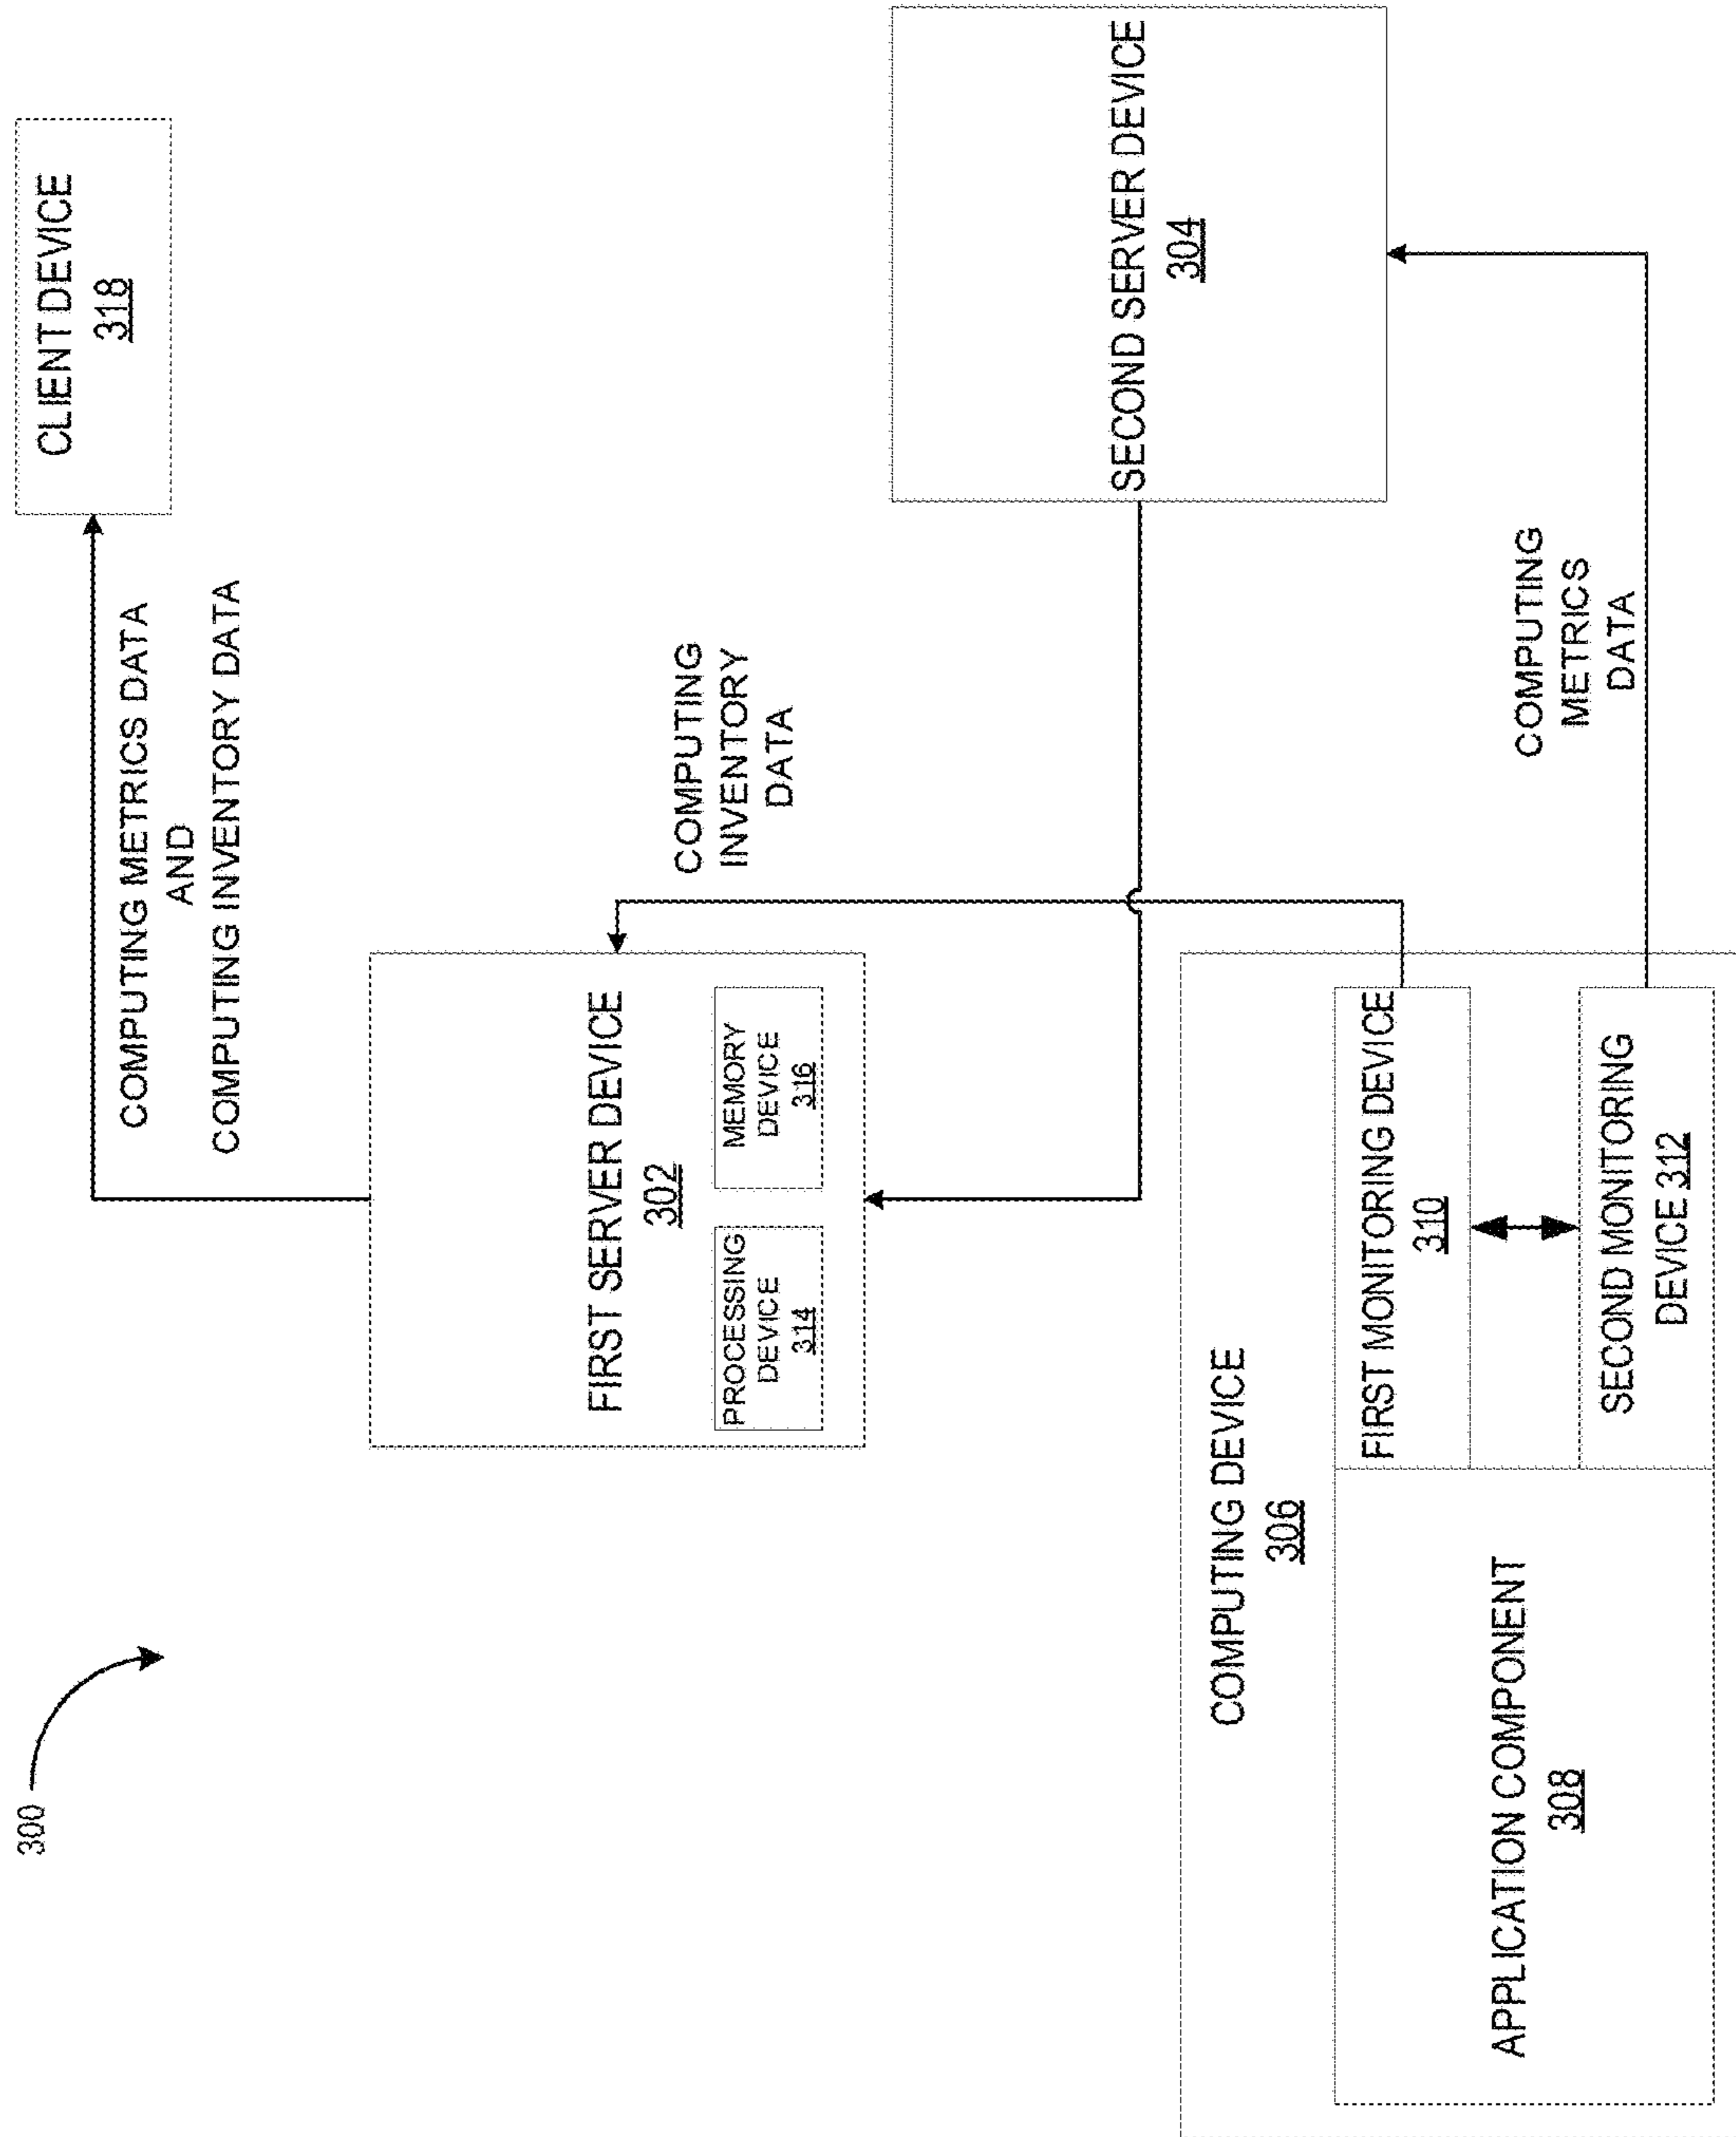 300
CLIENT DEVICE
318
COMPUTING METRICS DATA
AND
COMPUTING INVENTORY DATA
FIRST SERVER DEVICE
302
PROCESSING
DEVICE
314
MEMORY
DEVICE
316
COMPUTING
INVENTORY
DATA
SECOND SERVER DEVICE
304
COMPUTING DEVICE
306
APPLICATION COMPONENT
308
FIRST MONITORING DEVICE
310
SECOND MONITORING
DEVICE 312
COMPUTING
METRICS
DATA